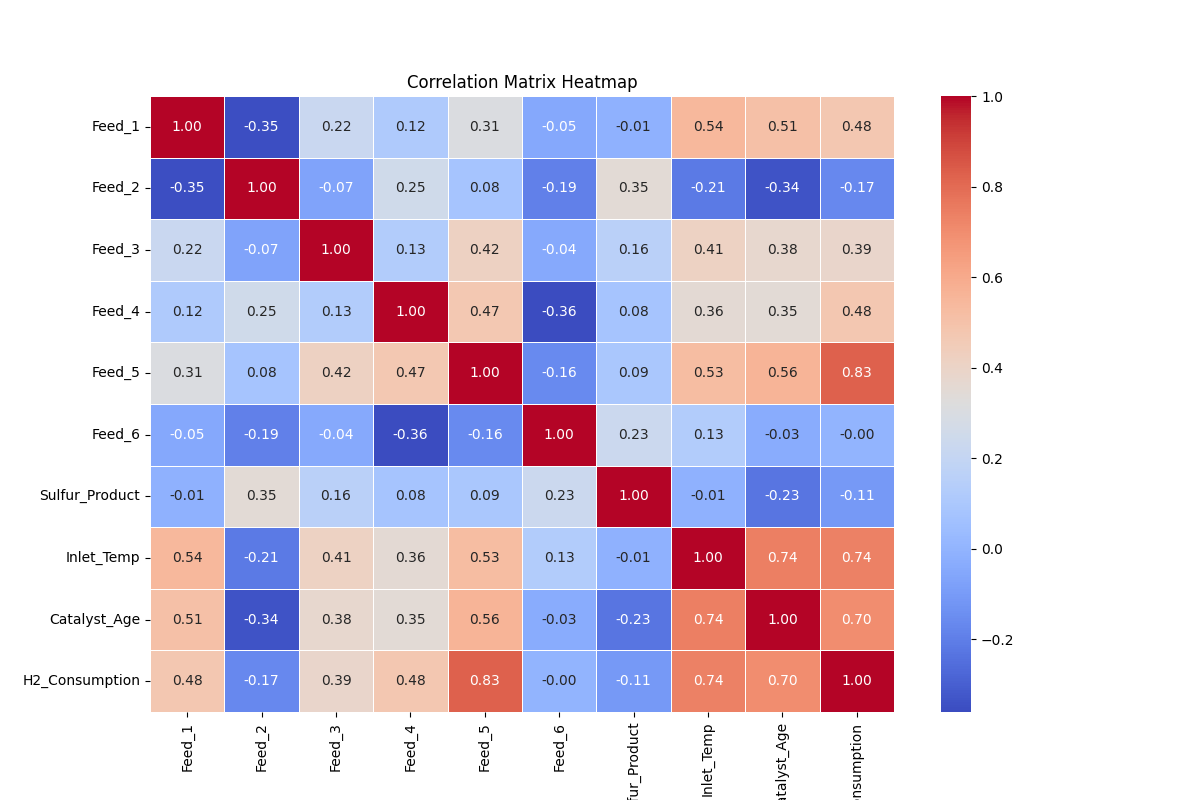 Correlation Matrix Heatmap
Feed_1 1.00 -0.35 0.22 0.12 0.31 -0.05 -0.01 0.54 0.51 0.48
Feed_2 -0.35 1.00 -0.07 0.25 0.08 -0.19 0.35 -0.21 -0.34 -0.17
Feed_3 0.22 -0.07 1.00 0.13 0.42 -0.04 0.16 0.41 0.38 0.39
Feed_4 0.12 0.25 0.13 1.00 0.47 -0.36 0.08 0.36 0.35 0.48
Feed_5 0.31 0.08 0.42 0.47 1.00 -0.16 0.09 0.53 0.56 0.83
Feed_6 -0.05 -0.19 -0.04 -0.36 -0.16 1.00 0.23 0.13 -0.03 -0.00
Sulfur_Product -0.01 0.35 0.16 0.08 0.09 0.23 1.00 -0.01 -0.23 -0.11
Inlet_Temp 0.54 -0.21 0.41 0.36 0.53 0.13 -0.01 1.00 0.74 0.74
Catalyst_Age 0.51 -0.34 0.38 0.35 0.56 -0.03 -0.23 0.74 1.00 0.70
H2_Consumption 0.48 -0.17 0.39 0.48 0.83 -0.00 -0.11 0.74 0.70 1.00
Feed_1
Feed_2
Feed_3
Feed_4
Feed_5
Feed_6
fur_Product
Inlet_Temp
atalyst_Age
nsumption
1.0
0.8
0.6
0.4
0.2
0.0
−0.2